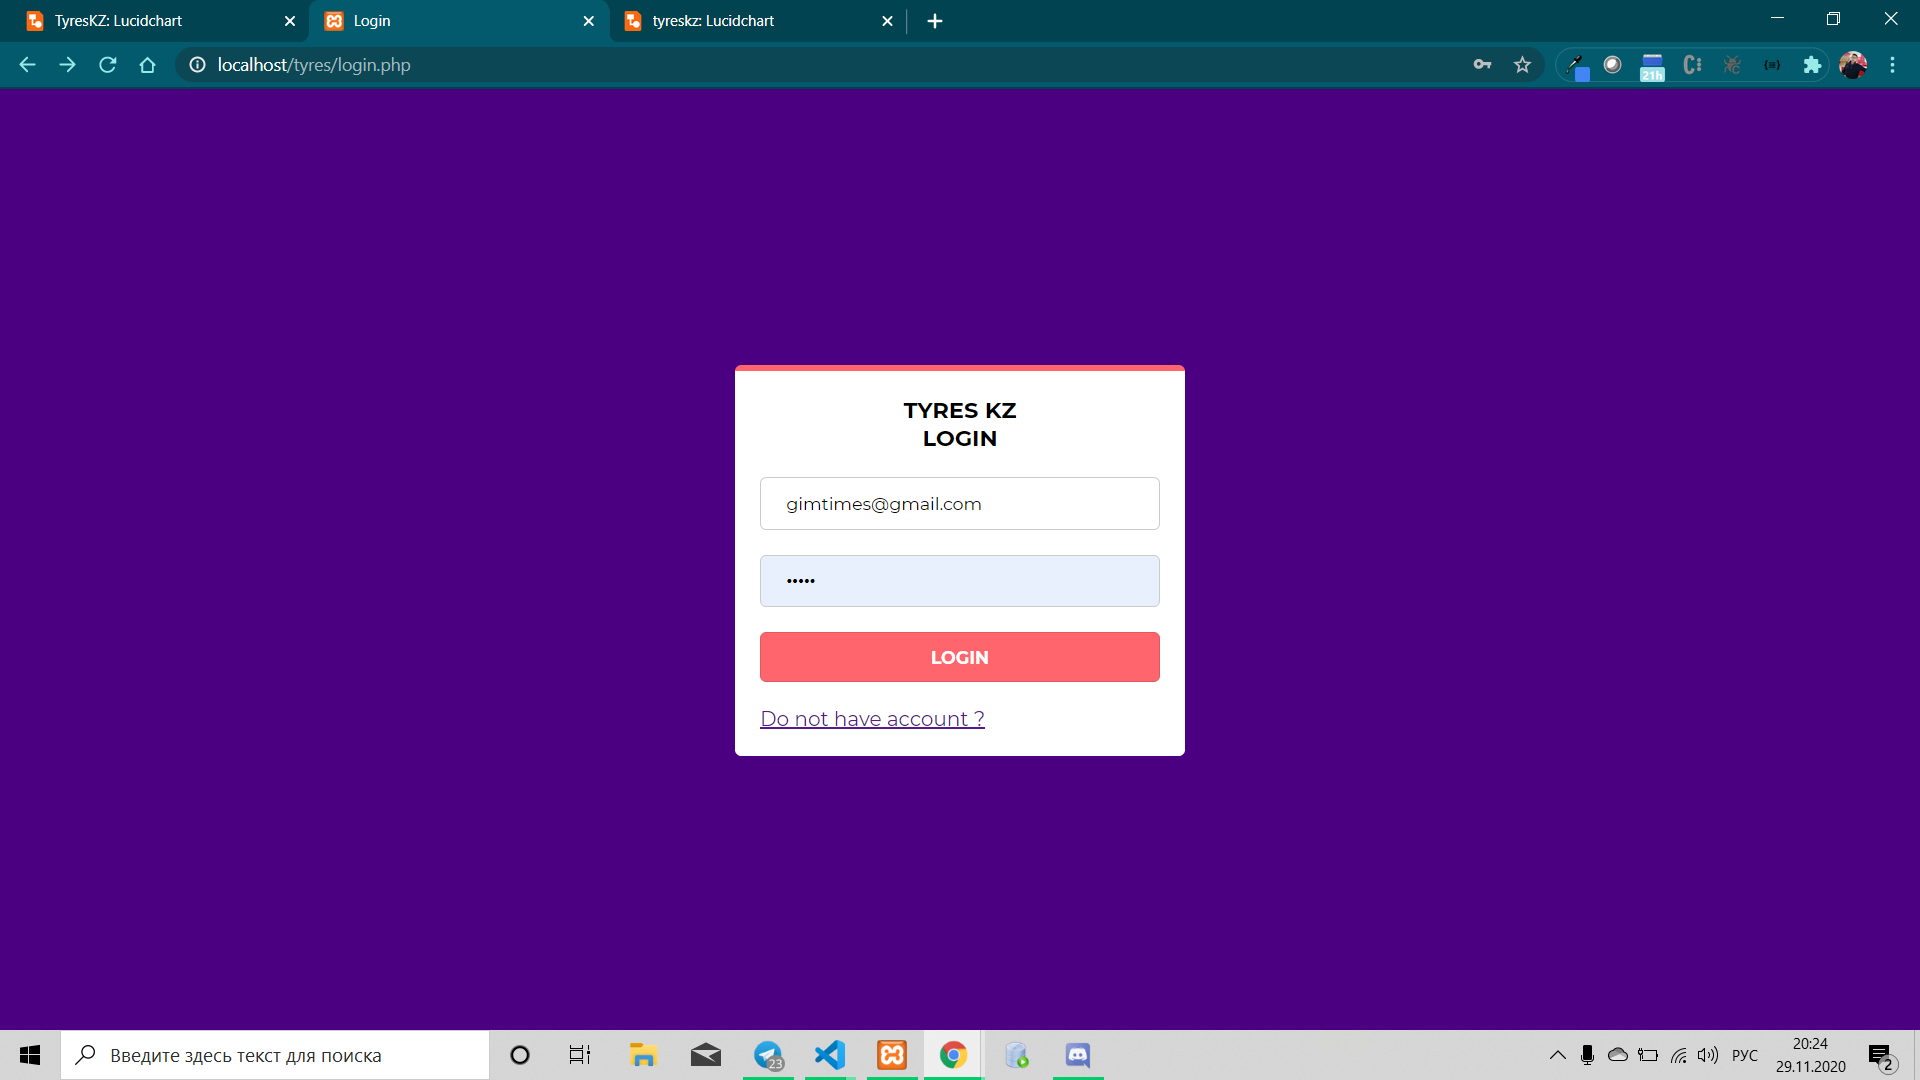 TyresKZ: Lucidchart
Login
tyreskz: Lucidchart
localhost/tyres/login.php
21h
TYRES KZ
LOGIN
gimtimes@gmail.com
•••••
LOGIN
Do not have account ?
Введите здесь текст для поиска
23
РУС
20:24
29.11.2020
2